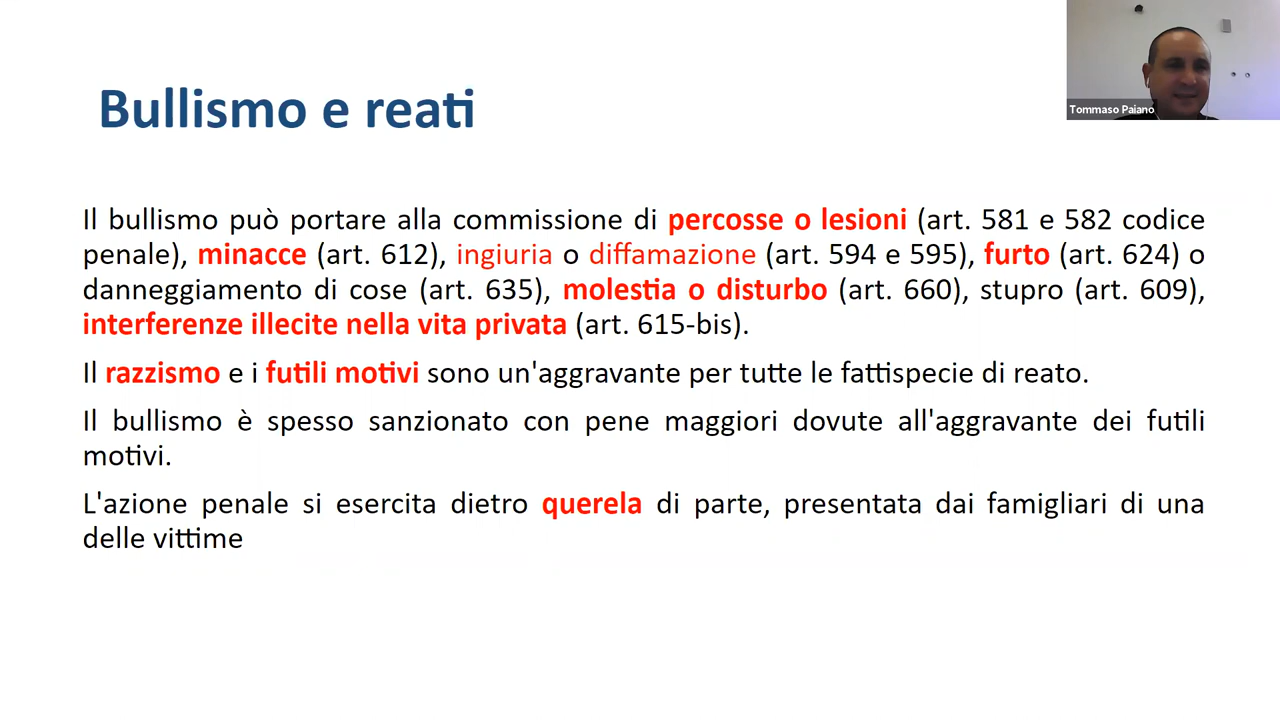 Bullismo e reati
Tommaso Paiano
Il bullismo può portare alla commissione di percosse o lesioni (art. 581 e 582 codice
penale), minacce (art. 612), ingiuria o diffamazione (art. 594 e 595), furto (art. 624) o
danneggiamento di cose (art. 635), molestia o disturbo (art. 660), stupro (art. 609),
interferenze illecite nella vita privata (art. 615-bis).
Il razzismo e i futili motivi sono un'aggravante per tutte le fattispecie di reato.
Il bullismo è spesso sanzionato con pene maggiori dovute all'aggravante dei futili
motivi.
L'azione penale si esercita dietro querela di parte, presentata dai famigliari di una
delle vittime